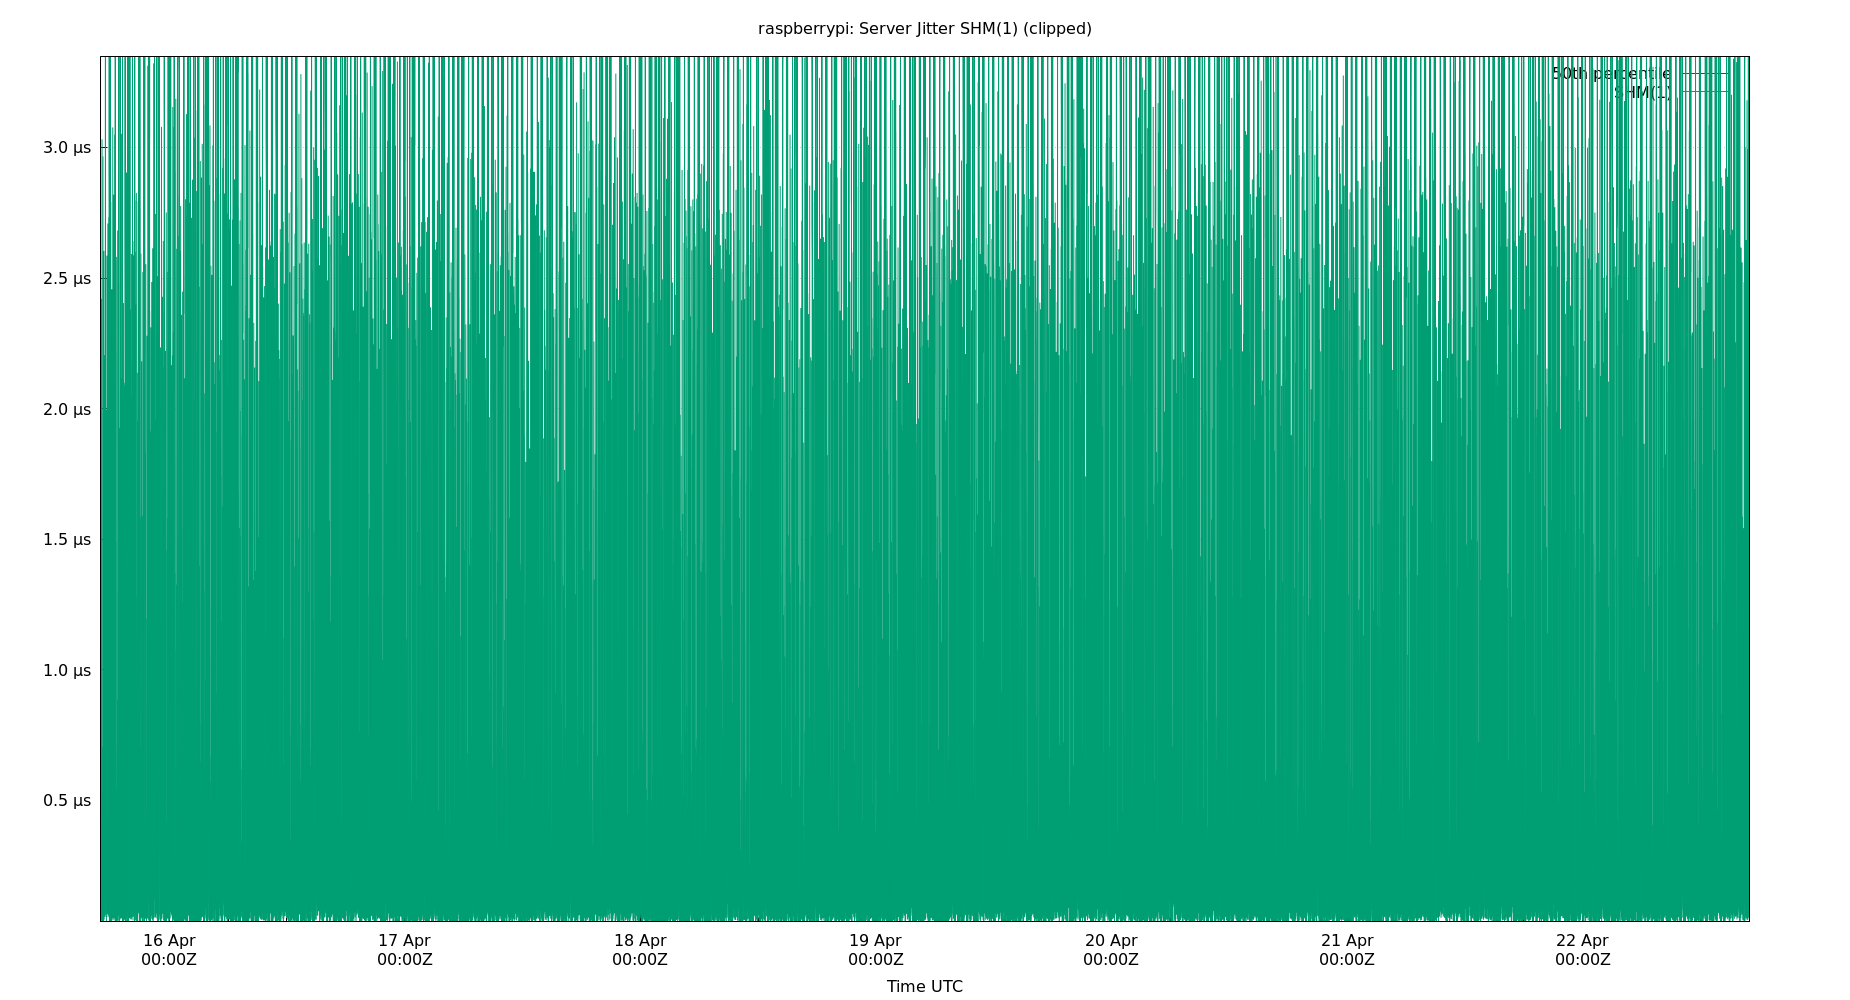 raspberrypi: Server Jitter SHM(1) (clipped)
50th percentile
SHM(1)
3.0 µs
2.5 µs
2.0 µs
1.5 µs
1.0 µs
0.5 µs
16 Apr 17 Apr 18 Apr 19 Apr 20 Apr 21 Apr 22 Apr
00:00Z 00:00Z 00:00Z 00:00Z 00:00Z 00:00Z 00:00Z
Time UTC